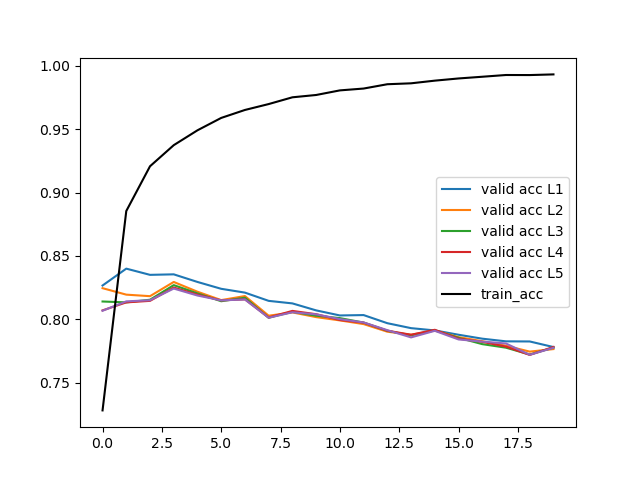 1.00
0.95
0.90
0.85
0.80
0.75
valid acc L1
valid acc L2
valid acc L3
valid acc L4
valid acc L5
train_acc
0.0 2.5 5.0 7.5 10.0 12.5 15.0 17.5